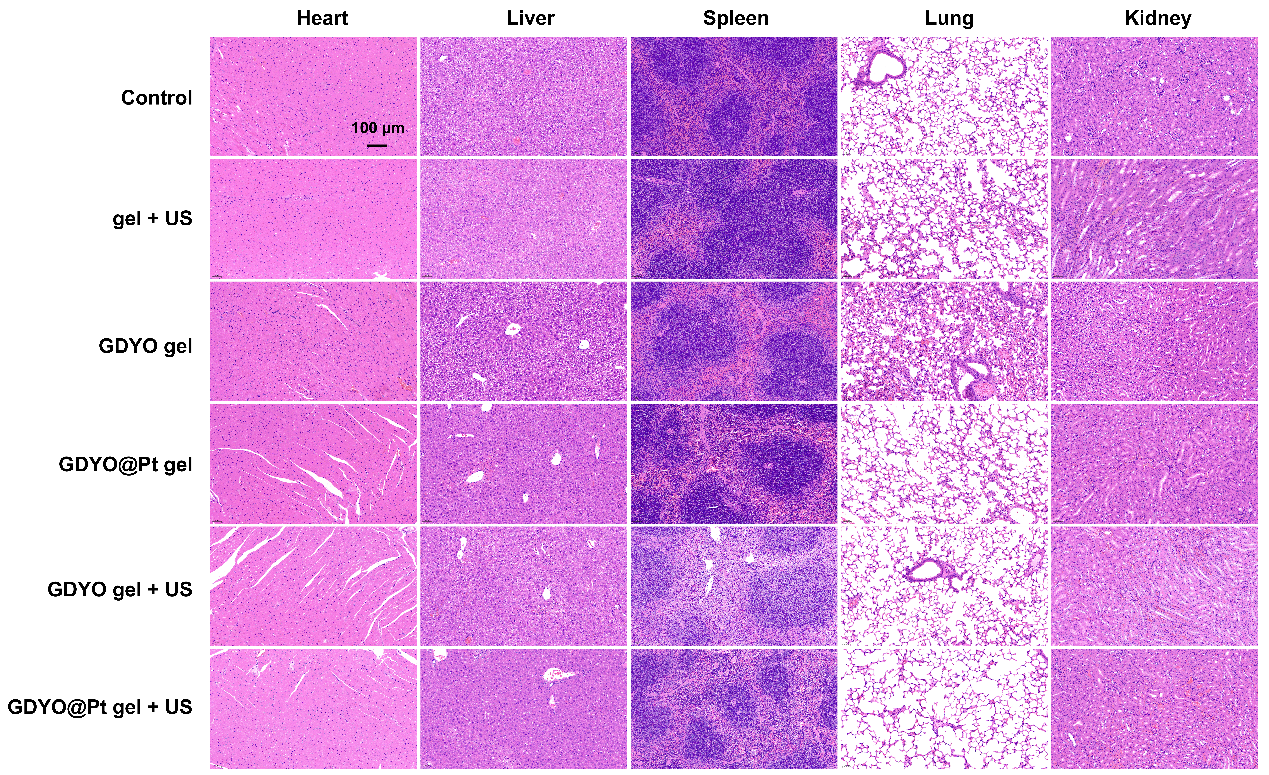 Heart Liver Spleen Lung Kidney
Control
100 µm
gel + US
GDYO gel
GDYO@Pt gel
GDYO gel + US
GDYO@Pt gel + US